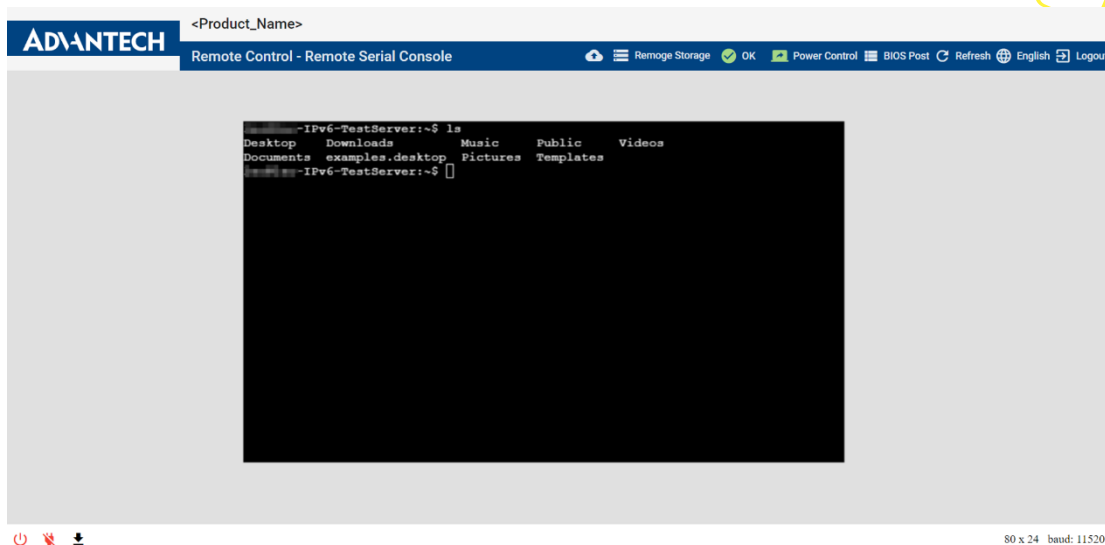 <Product_Name>
ADVANTECH
Remote Control - Remote Serial Console Remoge Storage OK Power Control BIOS Post Refresh English Logou
-IPv6-TestServer:~$ ls
Desktop Downloads Music Public Videos
Documents examples.desktop Pictures Templates
-IPv6-TestServer:~$
80 x 24 baud: 11520